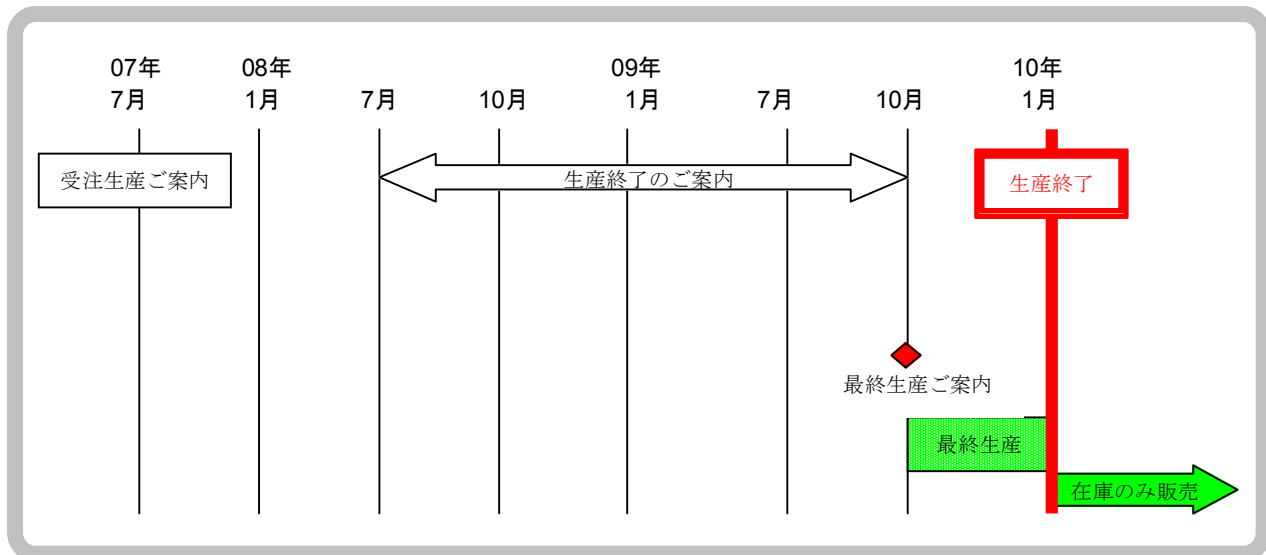 07年 08年 09年 10年
7月 1月 7月 10月 1月 7月 10月 1月
受注生産ご案内 生産終了のご案内 生産終了
最終生産ご案内
最終生産
在庫のみ販売